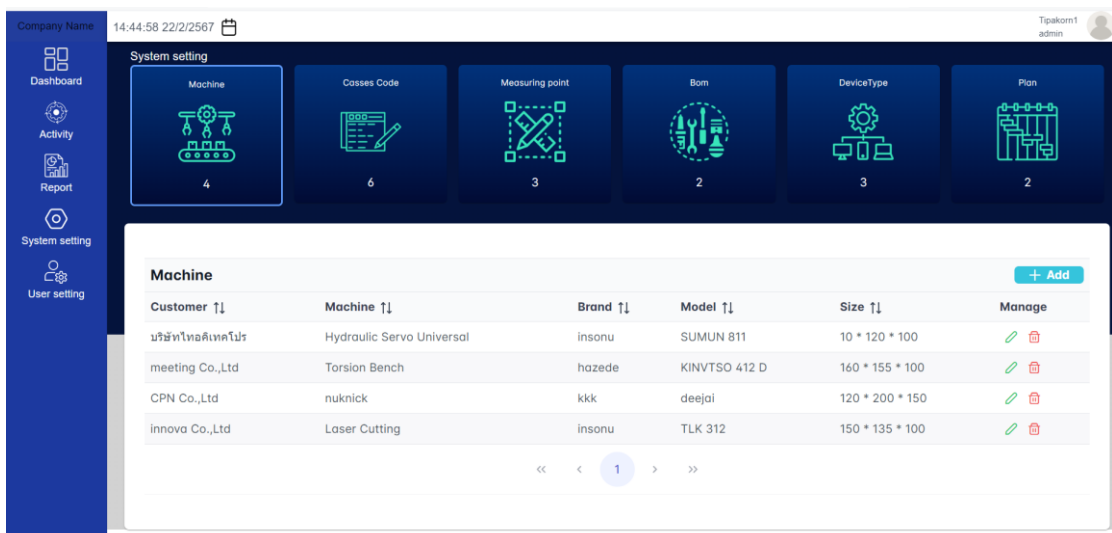 Company Name
14:44:58 22/2/2567
Tipakorn1
admin
Dashboard
Activity
Report
System setting
User setting
System setting
Machine Casses Code Measuring point Bom DeviceType Plan
4 6 3 2 3 2
Machine + Add
Customer ↑↓ Machine ↑↓ Brand ↑↓ Model ↑↓ Size ↑↓ Manage
บริษัทไทอคิเทคโปร Hydraulic Servo Universal insonu SUMUN 811 10 * 120 * 100
meeting Co.,Ltd Torsion Bench hazede KINVTSO 412 D 160 * 155 * 100
CPN Co.,Ltd nuknick kkk deejai 120 * 200 * 150
innova Co.,Ltd Laser Cutting insonu TLK 312 150 * 135 * 100
<< < 1 > >>